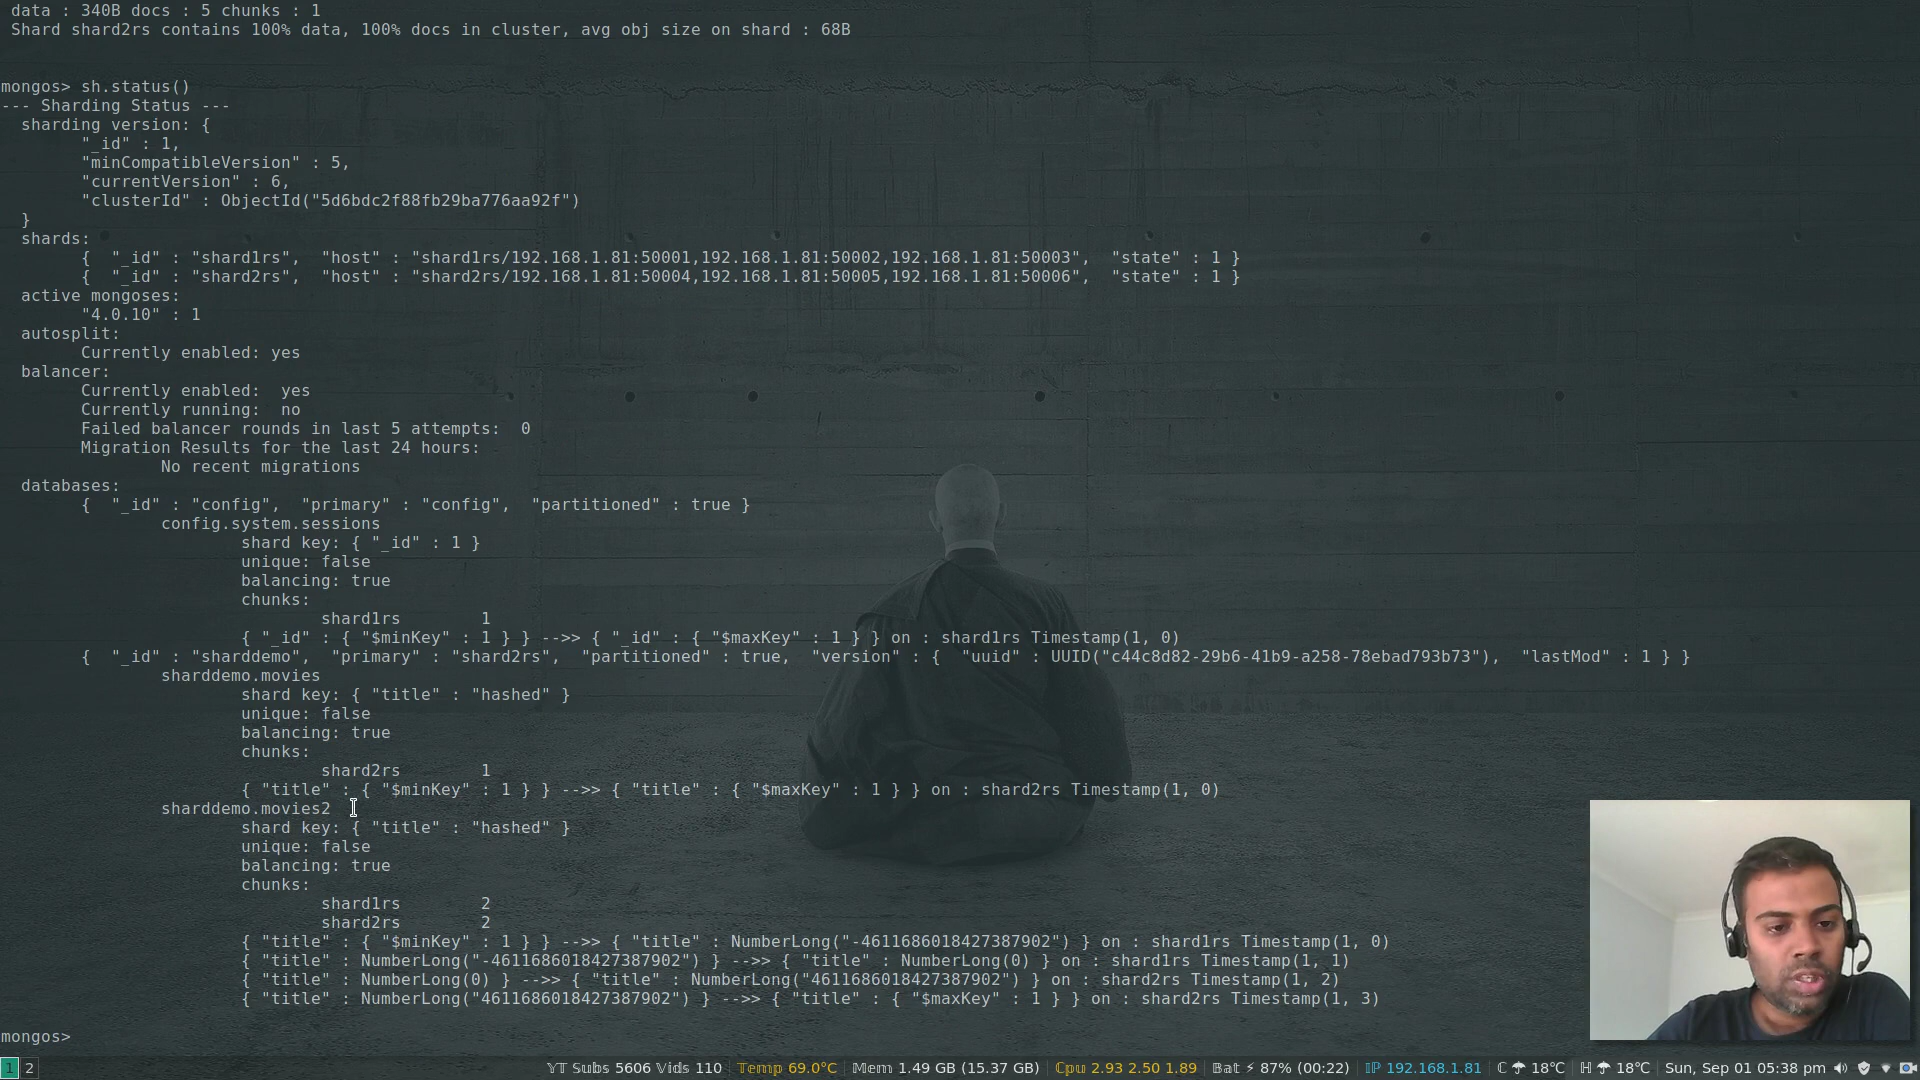 data : 340B docs : 5 chunks : 1
Shard shard2rs contains 100% data, 100% docs in cluster, avg obj size on shard : 68B
mongos> sh.status()
--- Sharding Status ---
sharding version: {
"_id" : 1,
"minCompatibleVersion" : 5,
"currentVersion" : 6,
"clusterId" : ObjectId("5d6bdc2f88fb29ba776aa92f")
}
shards:
{  "_id" : "shard1rs",  "host" : "shard1rs/192.168.1.81:50001,192.168.1.81:50002,192.168.1.81:50003",  "state" : 1 }
{  "_id" : "shard2rs",  "host" : "shard2rs/192.168.1.81:50004,192.168.1.81:50005,192.168.1.81:50006",  "state" : 1 }
active mongoses:
"4.0.10" : 1
autosplit:
Currently enabled: yes
balancer:
Currently enabled:  yes
Currently running:  no
Failed balancer rounds in last 5 attempts:  0
Migration Results for the last 24 hours:
No recent migrations
databases:
{  "_id" : "config",  "primary" : "config",  "partitioned" : true }
config.system.sessions
shard key: { "_id" : 1 }
unique: false
balancing: true
chunks:
shard1rs        1
{ "_id" : { "$minKey" : 1 } } -->> { "_id" : { "$maxKey" : 1 } } on : shard1rs Timestamp(1, 0)
{  "_id" : "sharddemo",  "primary" : "shard2rs",  "partitioned" : true,  "version" : {  "uuid" : UUID("c44c8d82-29b6-41b9-a258-78ebad793b73"),  "lastMod" : 1 } }
sharddemo.movies
shard key: { "title" : "hashed" }
unique: false
balancing: true
chunks:
shard2rs        1
{ "title" : { "$minKey" : 1 } } -->> { "title" : { "$maxKey" : 1 } } on : shard2rs Timestamp(1, 0)
sharddemo.movies2
shard key: { "title" : "hashed" }
unique: false
balancing: true
chunks:
shard1rs        2
shard2rs        2
{ "title" : { "$minKey" : 1 } } -->> { "title" : NumberLong("-4611686018427387902") } on : shard1rs Timestamp(1, 0)
{ "title" : NumberLong("-4611686018427387902") } -->> { "title" : NumberLong(0) } on : shard1rs Timestamp(1, 1)
{ "title" : NumberLong(0) } -->> { "title" : NumberLong("4611686018427387902") } on : shard2rs Timestamp(1, 2)
{ "title" : NumberLong("4611686018427387902") } -->> { "title" : { "$maxKey" : 1 } } on : shard2rs Timestamp(1, 3)
mongos>
1 2 YT Subs 5606 Vids 110 Temp 69.0°C Mem 1.49 GB (15.37 GB) Cpu 2.93 2.50 1.89 Bat ⚡ 87% (00:22) IP 192.168.1.81 C ☂ 18℃ H ☂ 18℃ Sun, Sep 01 05:38 pm